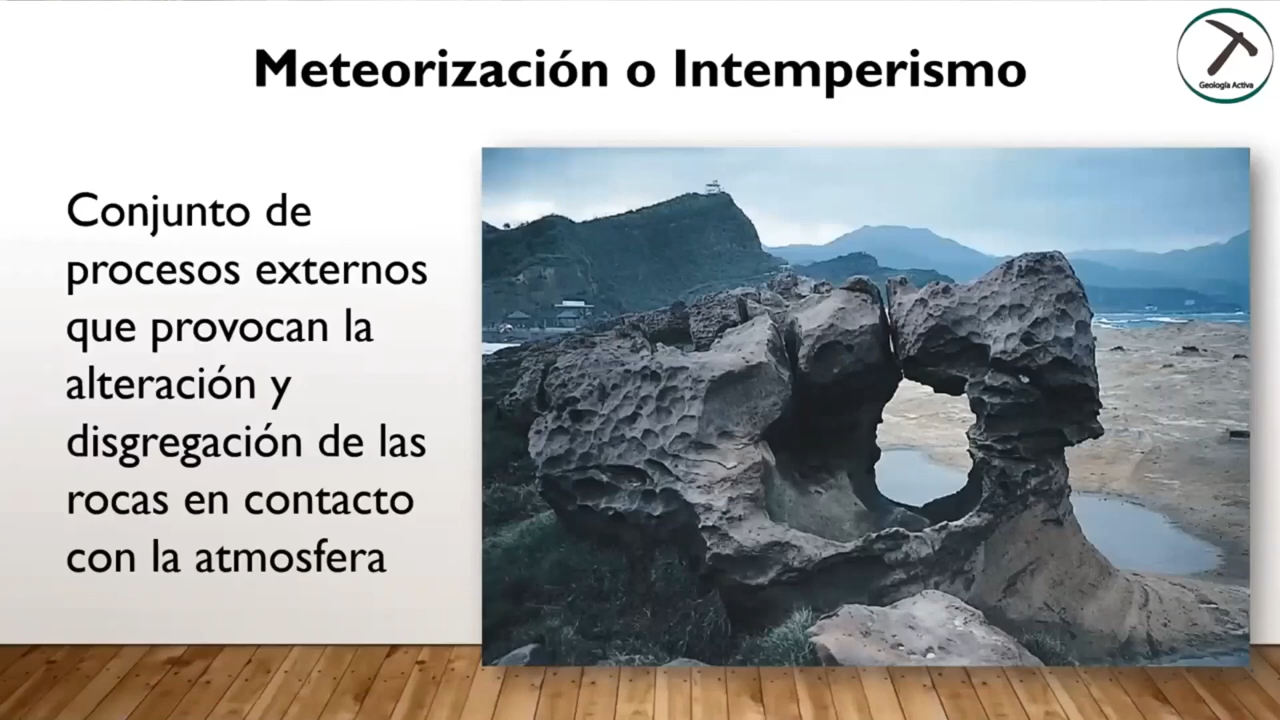 Meteorización o Intemperismo
Geología Activa
Conjunto de
procesos externos
que provocan la
alteración y
disgregación de las
rocas en contacto
con la atmosfera